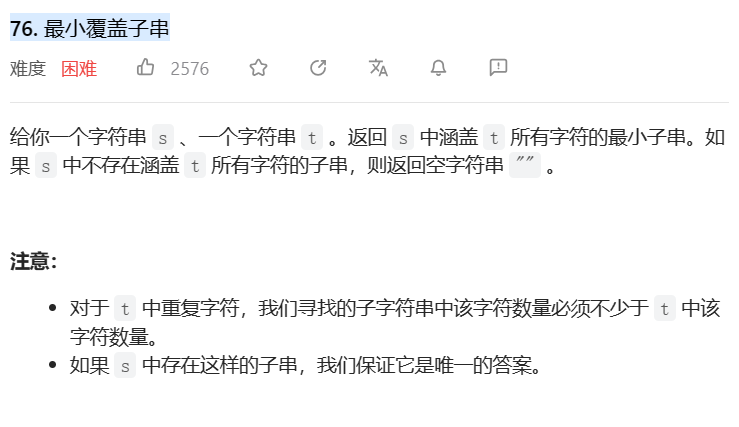 76. 最小覆盖子串
难度 困难 2576
给你一个字符串 s 、一个字符串 t 。返回 s 中涵盖 t 所有字符的最小子串。如
果 s 中不存在涵盖 t 所有字符的子串，则返回空字符串 "" 。
注意：
• 对于 t 中重复字符，我们寻找的子字符串中该字符数量必须不少于 t 中该
字符数量。
• 如果 s 中存在这样的子串，我们保证它是唯一的答案。